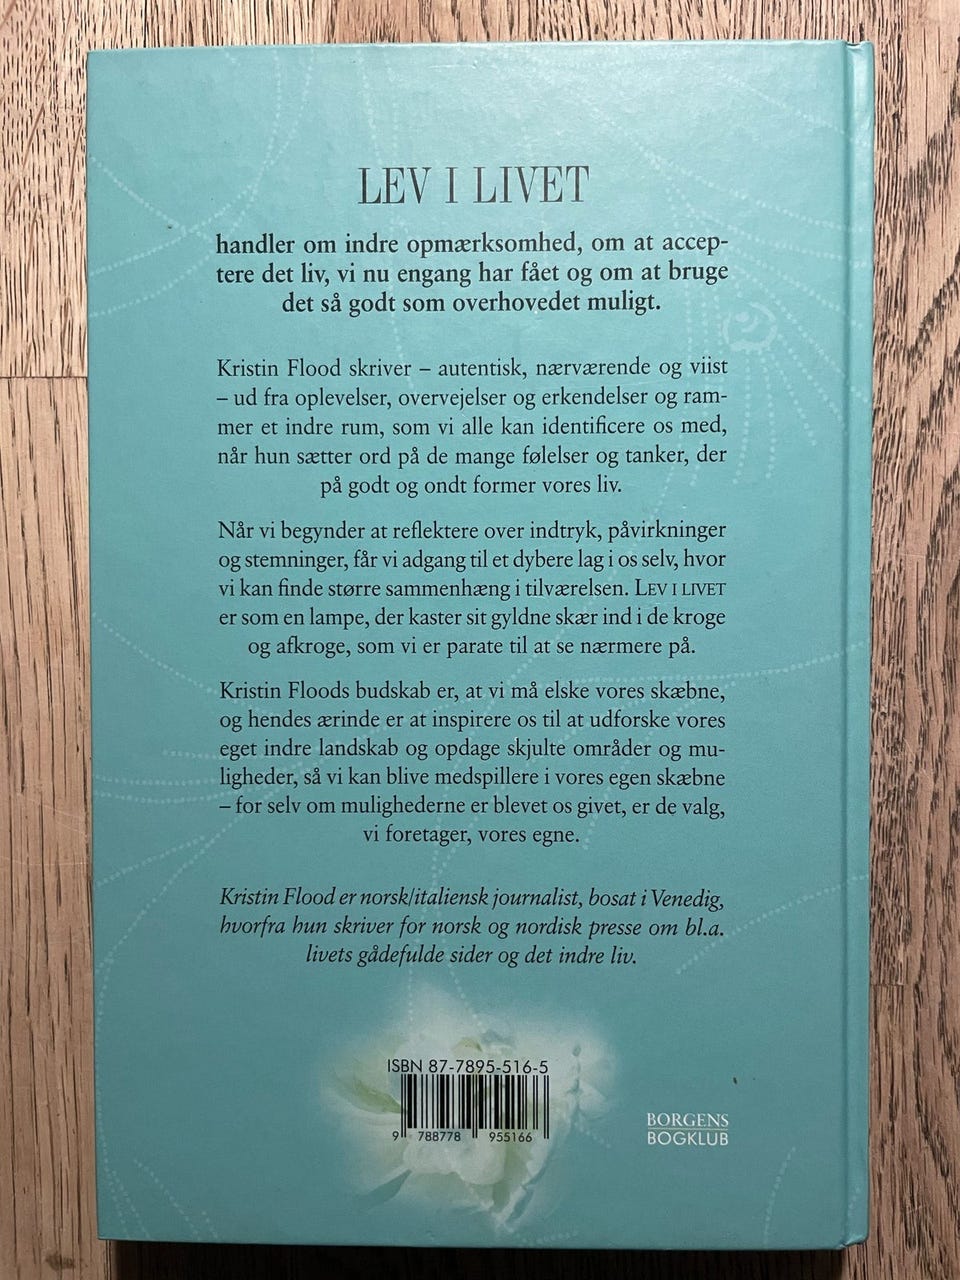 LEV I LIVET
handler om indre opmærksomhed, om at accep-
tere det liv, vi nu engang har fået og om at bruge
det så godt som overhovedet muligt.
Kristin Flood skriver – autentisk, nærværende og viist
– ud fra oplevelser, overvejelser og erkendelser og ram-
mer et indre rum, som vi alle kan identificere os med,
når hun sætter ord på de mange følelser og tanker, der
på godt og ondt former vores liv.
Når vi begynder at reflektere over indtryk, påvirkninger
og stemninger, får vi adgang til et dybere lag i os selv, hvor
vi kan finde større sammenhæng i tilværelsen. LEV I LIVET
er som en lampe, der kaster sit gyldne skær ind i de kroge
og afkroge, som vi er parate til at se nærmere på.
Kristin Floods budskab er, at vi må elske vores skæbne,
og hendes ærinde er at inspirere os til at udforske vores
eget indre landskab og opdage skjulte områder og mu-
ligheder, så vi kan blive medspillere i vores egen skæbne
– for selv om mulighederne er blevet os givet, er de valg,
vi foretager, vores egne.
Kristin Flood er norsk/italiensk journalist, bosat i Venedig,
hvorfra hun skriver for norsk og nordisk presse om bl.a.
livets gådefulde sider og det indre liv.
ISBN 87-7895-516-5
9 788778 955166
BORGENS
BOGKLUB